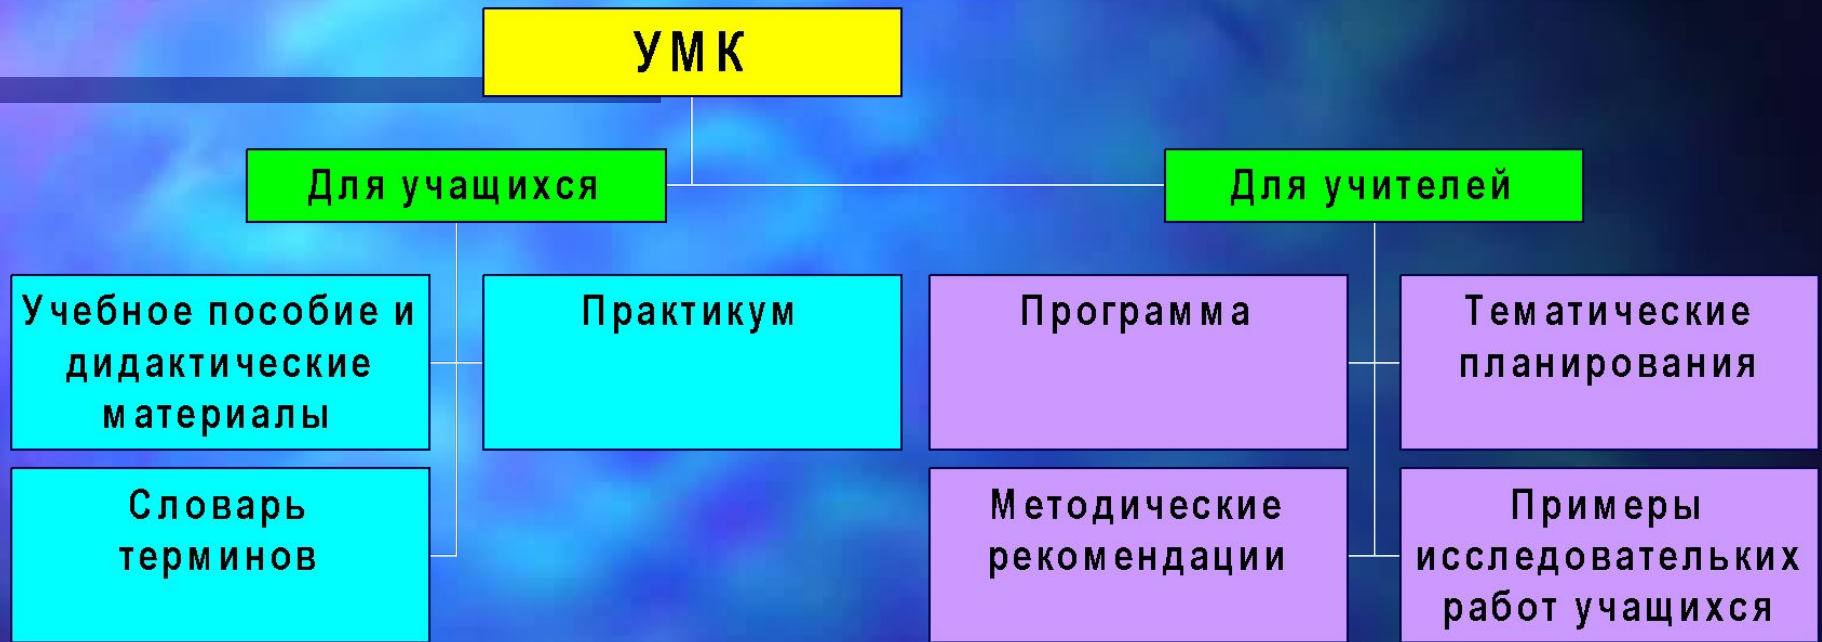 УМК
Для учащихся
Для учителей
Учебное пособие и
дидактические
материалы
Практикум
Программа
Тематические
планирования
Словарь
терминов
Методические
рекомендации
Примеры
исследовательких
работ учащихся